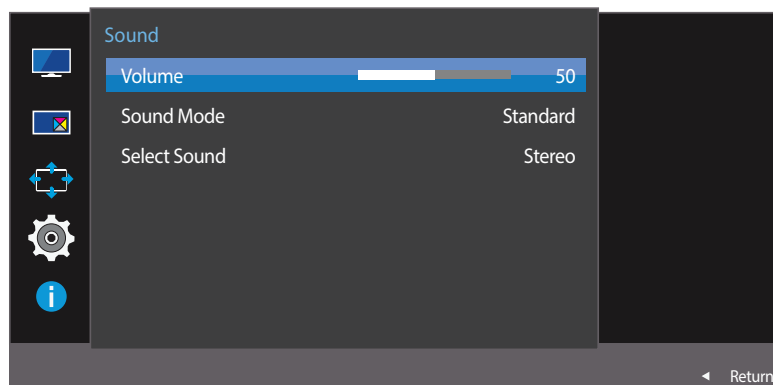 Sound
Volume 50
Sound Mode Standard
Select Sound Stereo
i
Return